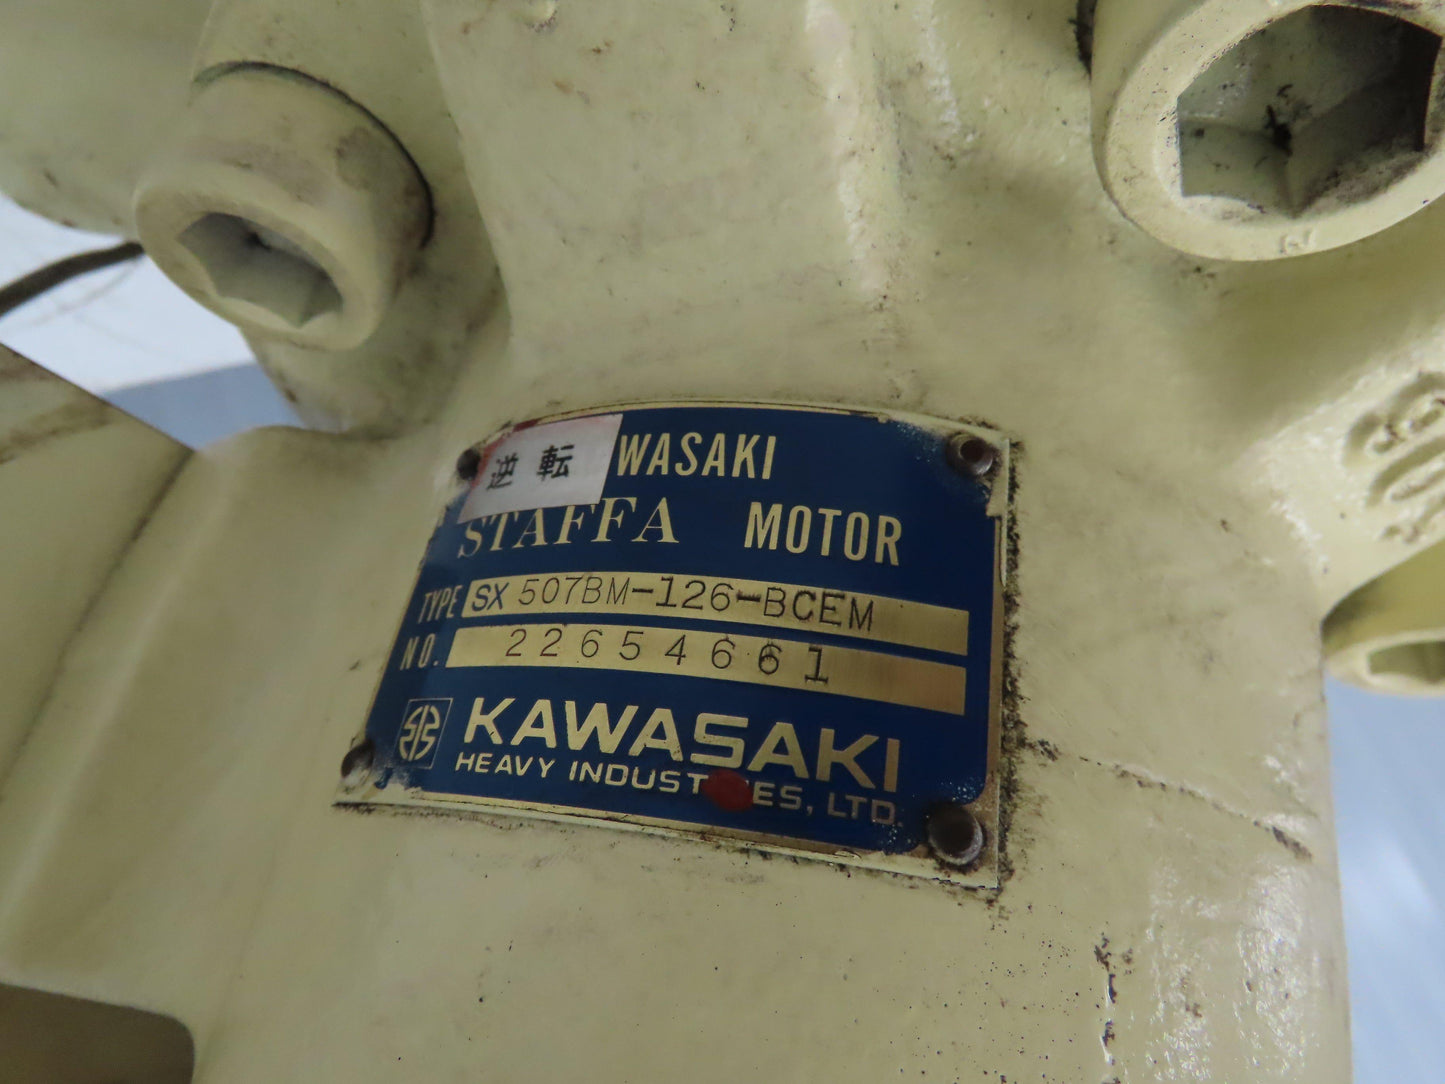 逆転 WASAKI
STAFFA MOTOR
TYPE SX 507BM-126-BCEM
NO. 22654661
KAWASAKI
HEAVY INDUSTRIES, LTD.